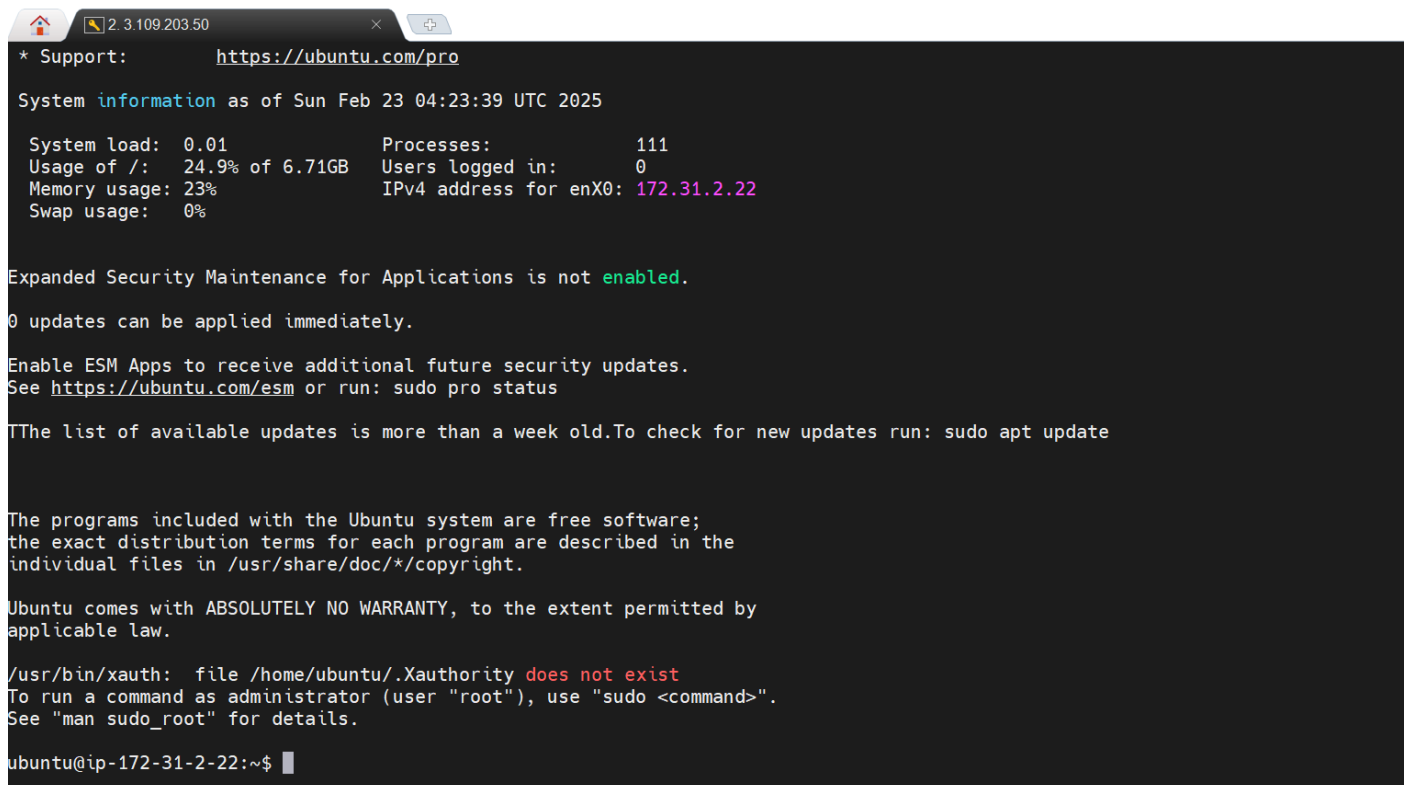 2. 3.109.203.50
* Support: https://ubuntu.com/pro
System information as of Sun Feb 23 04:23:39 UTC 2025
System load: 0.01 Processes: 111
Usage of /: 24.9% of 6.71GB Users logged in: 0
Memory usage: 23% IPv4 address for enX0: 172.31.2.22
Swap usage: 0%
Expanded Security Maintenance for Applications is not enabled.
0 updates can be applied immediately.
Enable ESM Apps to receive additional future security updates.
See https://ubuntu.com/esm or run: sudo pro status
TThe list of available updates is more than a week old.To check for new updates run: sudo apt update
The programs included with the Ubuntu system are free software;
the exact distribution terms for each program are described in the
individual files in /usr/share/doc/*/copyright.
Ubuntu comes with ABSOLUTELY NO WARRANTY, to the extent permitted by
applicable law.
/usr/bin/xauth:  file /home/ubuntu/.Xauthority does not exist
To run a command as administrator (user "root"), use "sudo <command>".
See "man sudo_root" for details.
ubuntu@ip-172-31-2-22:~$